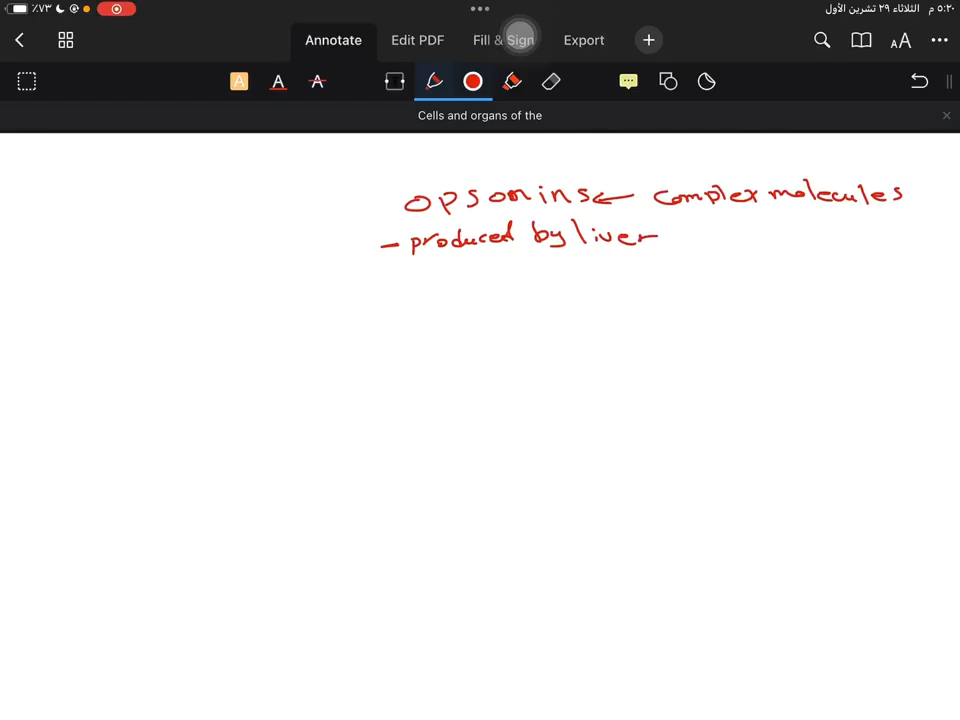 ٪٧٣ ٥:٢٠ م الثلاثاء ٢٩ تشرين الأول
Annotate Edit PDF Fill & Sign Export
A A A AA
Cells and organs of the
opsonins ← complex molecules
- produced by liver